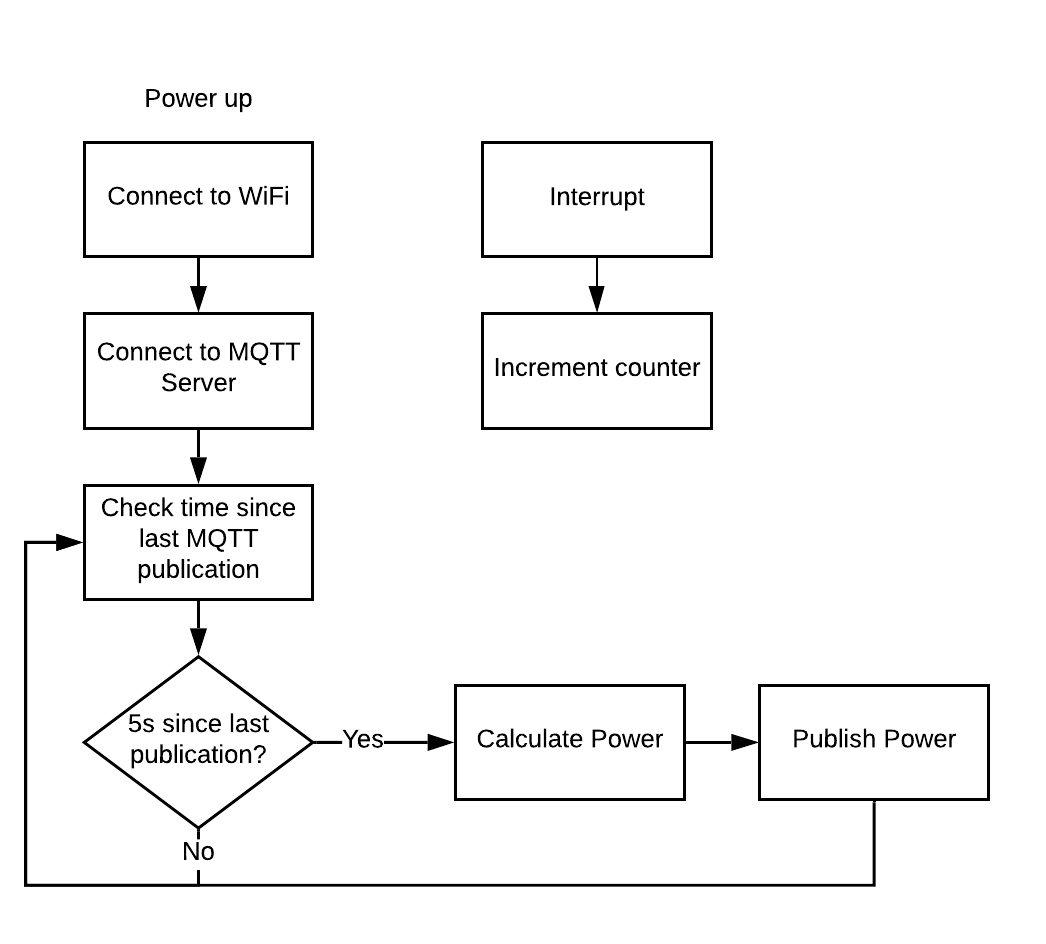 Power up
Connect to WiFi
Interrupt
Connect to MQTT
Server
Increment counter
Check time since
last MQTT
publication
5s since last
publication?
Yes
Calculate Power
Publish Power
No